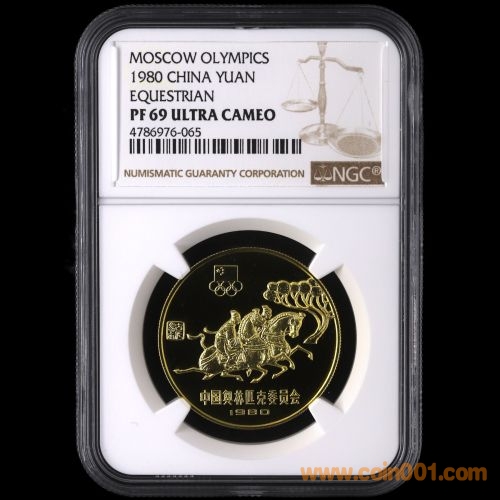 MOSCOW OLYMPICS
1980 CHINA YUAN
EQUESTRIAN
PF 69 ULTRA CAMEO
4786976-065
NUMISMATIC GUARANTY CORPORATION
NGC®
中国奥林匹克委员会
1980
www.coin001.com